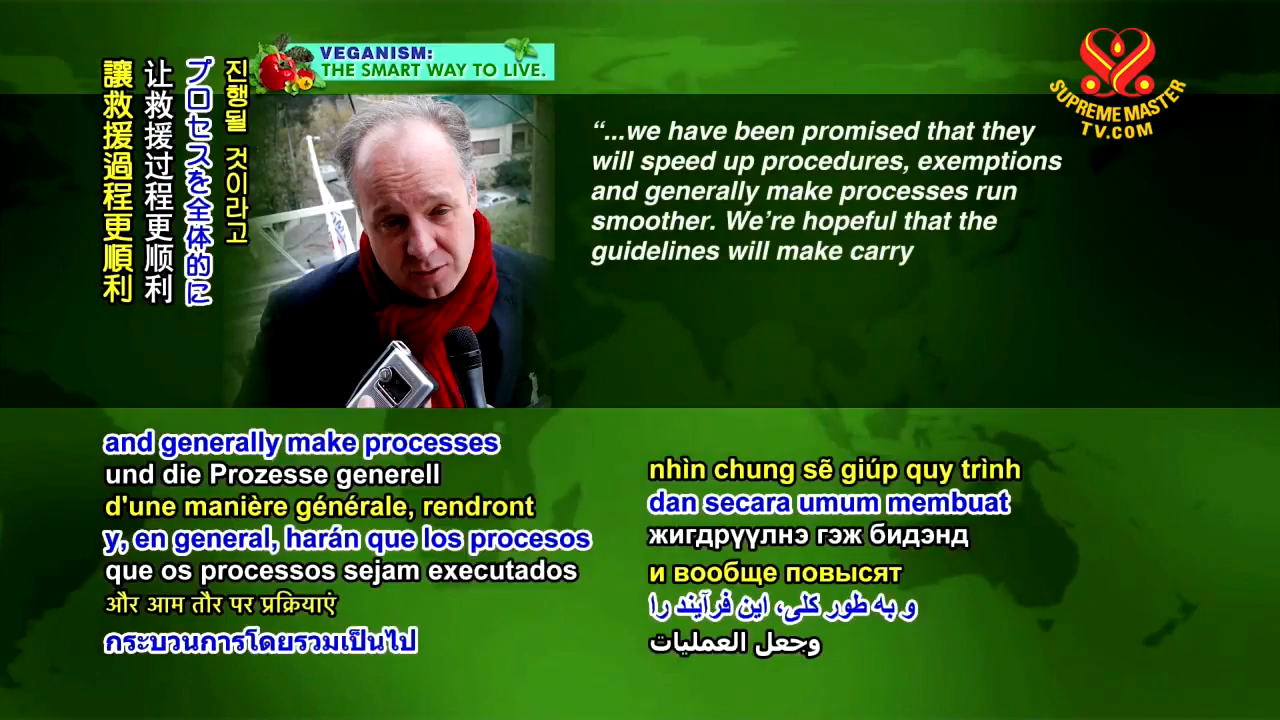 VEGANISM:
THE SMART WAY TO LIVE.
SUPREME MASTER
TV.COM
讓救援過程更順利
让救援过程更顺利
プロセスを全体的に
진행될 것이라고
“...we have been promised that they
will speed up procedures, exemptions
and generally make processes run
smoother. We’re hopeful that the
guidelines will make carry
and generally make processes
und die Prozesse generell
d'une manière générale, rendront
y, en general, harán que los procesos
que os processos sejam executados
और आम तौर पर प्रक्रियाएं
กระบวนการโดยรวมเป็นไป
nhìn chung sẽ giúp quy trình
dan secara umum membuat
жигдрүүлнэ гэж бидэнд
и вообще повысят
و به طور کلی، این فرآیند را
وجعل العمليات